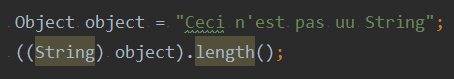 Object object = "Ceci n'est pas uu String";
((String) object).length();